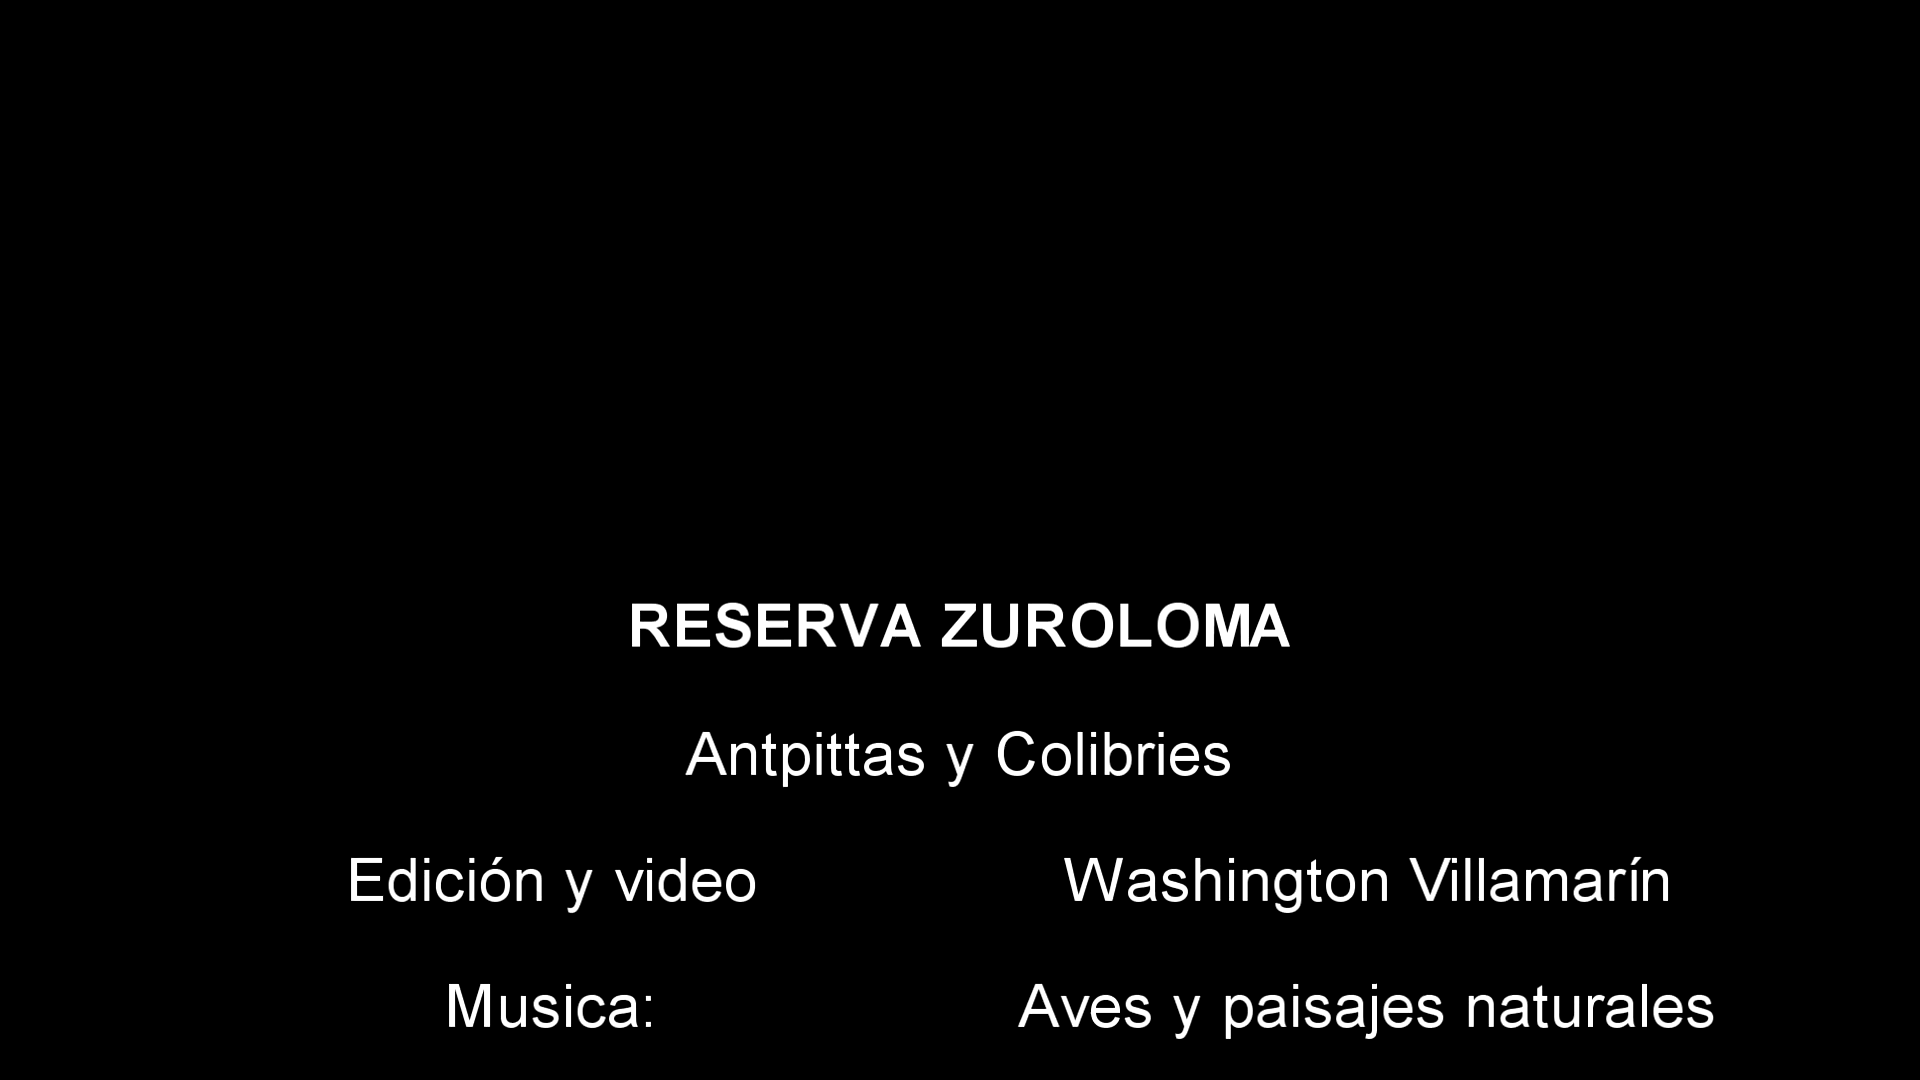 RESERVA ZUROLOMA
Antpittas y Colibries
Edición y video Washington Villamarín
Musica: Aves y paisajes naturales